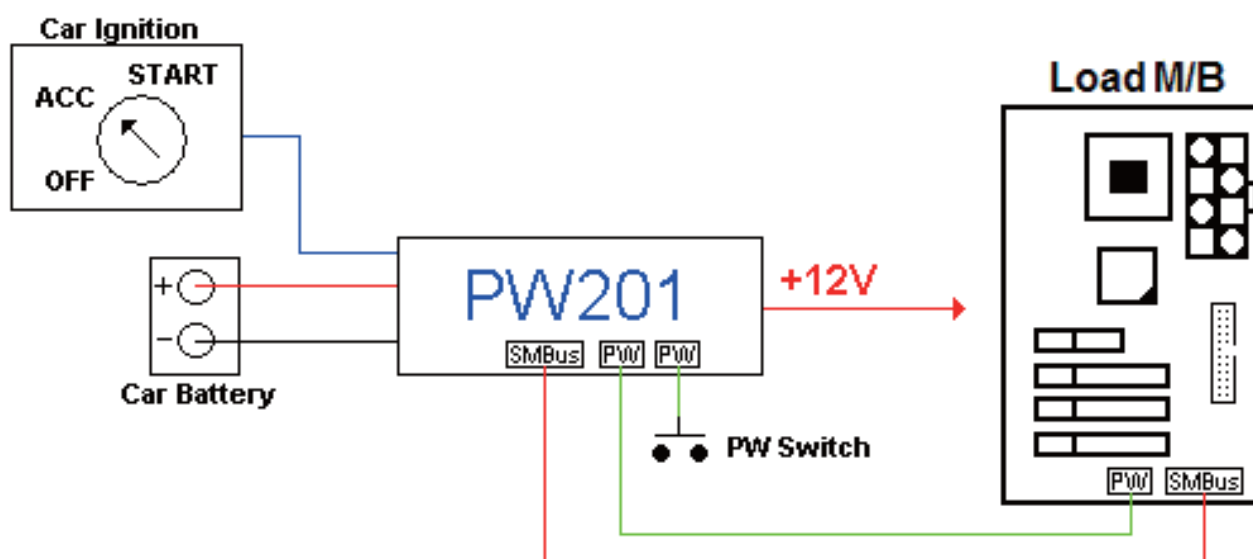 Car Ignition
START
ACC
OFF
Load M/B
PW201
+12V
+
-
SMBus PW PW
Car Battery
PW Switch
PW SMBus